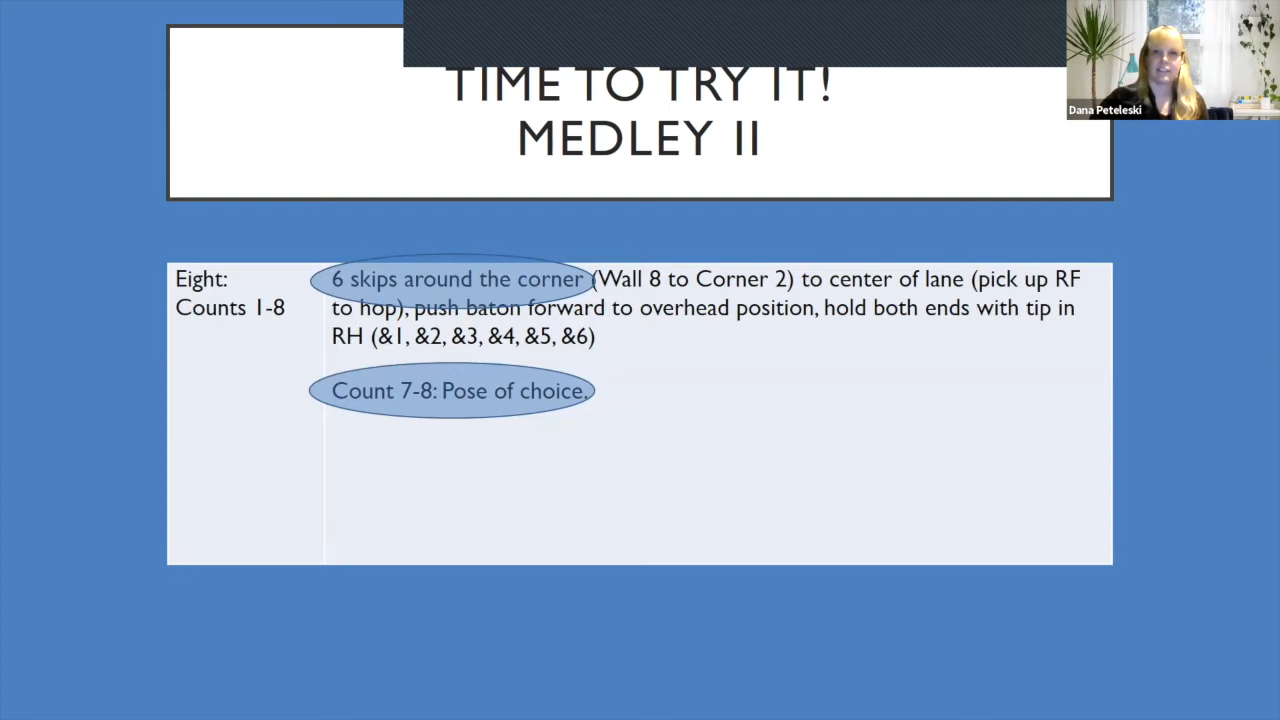 TIME TO TRY IT!
MEDLEY II
Dana Peteleski
Eight:
Counts 1-8
6 skips around the corner (Wall 8 to Corner 2) to center of lane (pick up RF
to hop), push baton forward to overhead position, hold both ends with tip in
RH (&1, &2, &3, &4, &5, &6)
Count 7-8: Pose of choice.